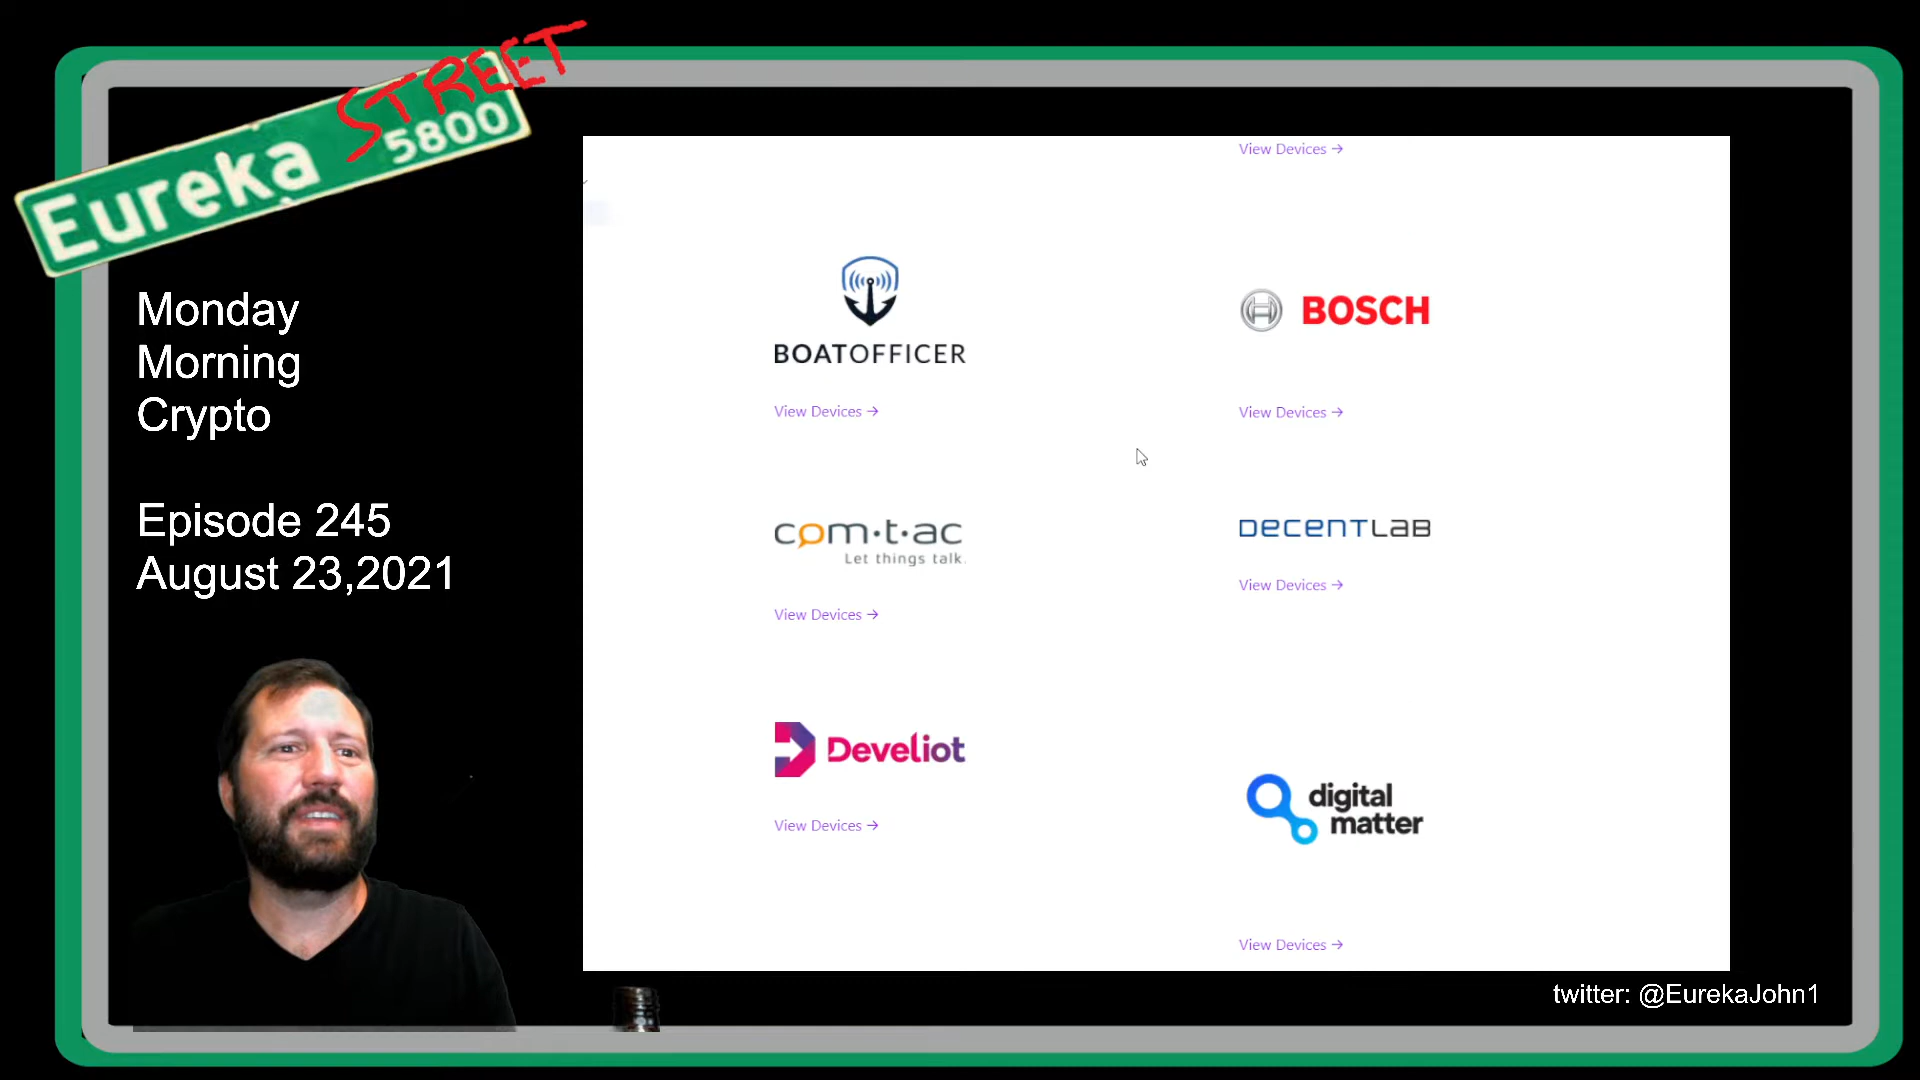 Eureka
STREET
5800
Monday
Morning
Crypto
Episode 245
August 23,2021
View Devices →
BOATOFFICER
View Devices →
BOSCH
View Devices →
com·t·ac
Let things talk.
View Devices →
DECENTLAB
View Devices →
Develiot
View Devices →
digital
matter
View Devices →
twitter: @EurekaJohn1